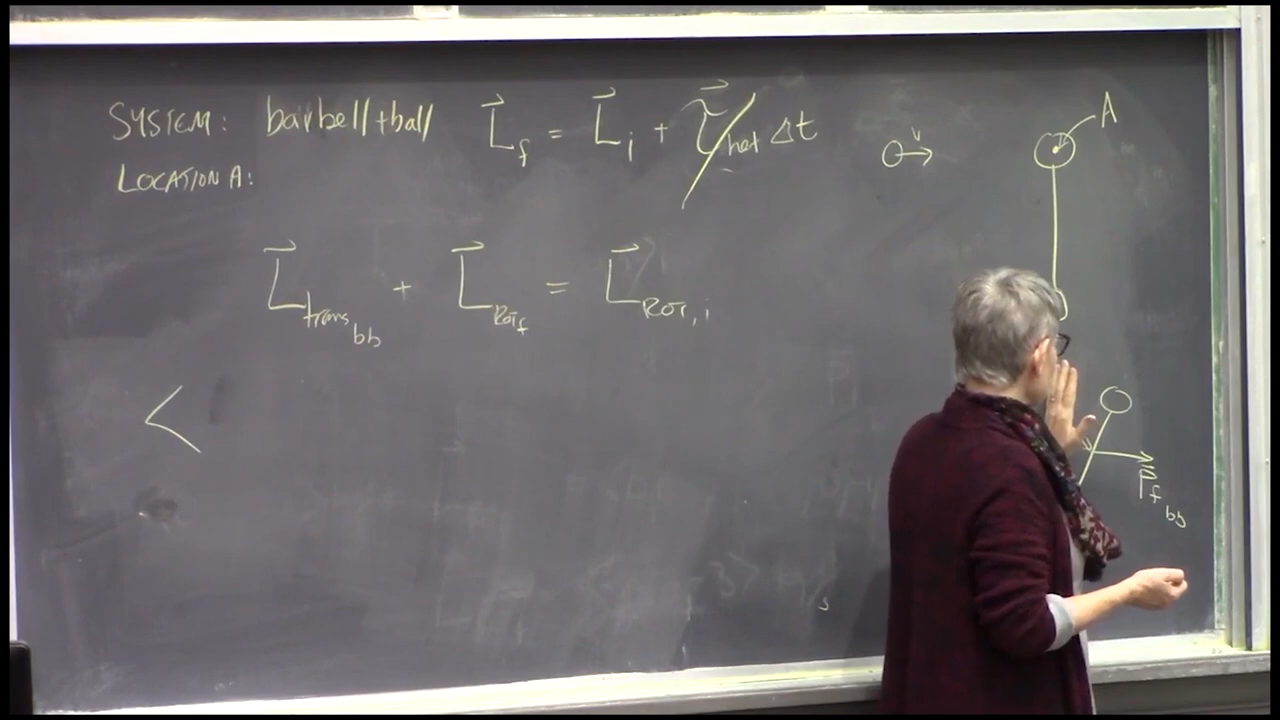 SYSTEM: barbell+ball L⃗f = L⃗i + τ⃗net Δt
LOCATION A:
v
A
L⃗trans bb + L⃗ROT f = L⃗ROT, i
<
P⃗f bb